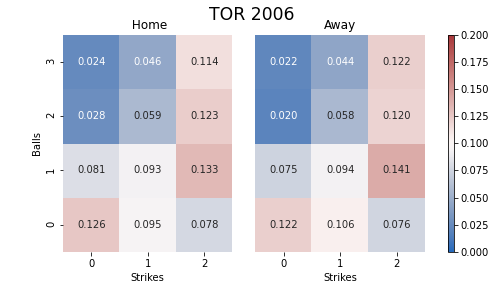 TOR 2006
Home
Away
3 0.024 0.046 0.114 0.022 0.044 0.122
2 0.028 0.059 0.123 0.020 0.058 0.120
1 0.081 0.093 0.133 0.075 0.094 0.141
0 0.126 0.095 0.078 0.122 0.106 0.076
Balls
0 1 2
Strikes
0 1 2
Strikes
0.200
0.175
0.150
0.125
0.100
0.075
0.050
0.025
0.000